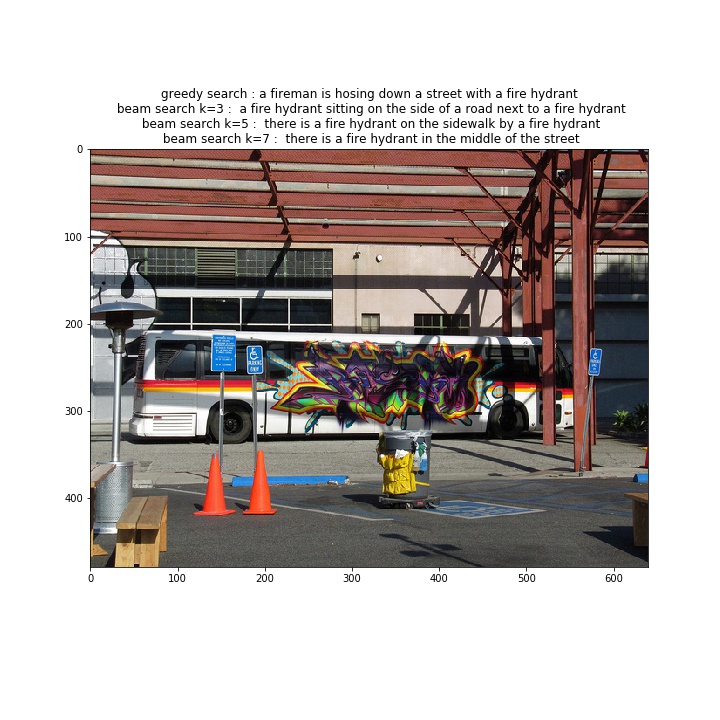 greedy search : a fireman is hosing down a street with a fire hydrant
beam search k=3 :  a fire hydrant sitting on the side of a road next to a fire hydrant
beam search k=5 :  there is a fire hydrant on the sidewalk by a fire hydrant
beam search k=7 :  there is a fire hydrant in the middle of the street
0
100
200
300
400
0
100
200
300
400
500
600
PARKING
ONLY